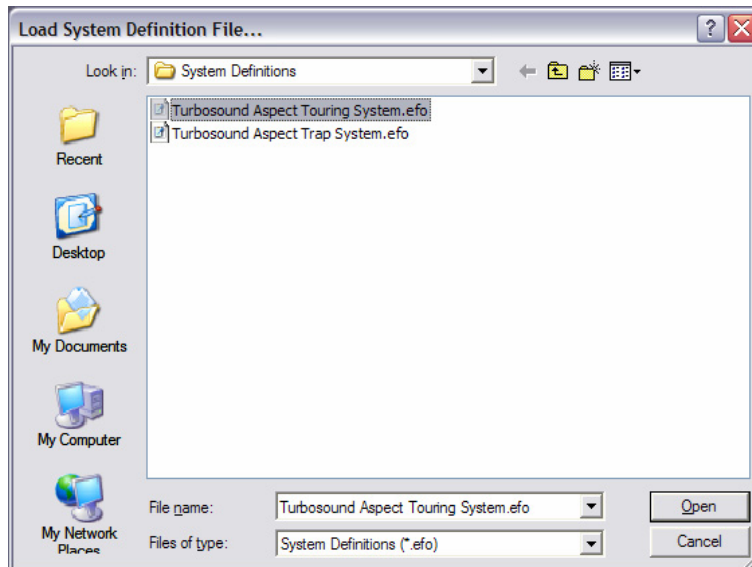 Load System Definition File...
Look in: System Definitions
Turbosound Aspect Touring System.efo
Turbosound Aspect Trap System.efo
Recent
Desktop
My Documents
My Computer
My Network
Places
File name: Turbosound Aspect Touring System.efo Open
Files of type: System Definitions (*.efo) Cancel